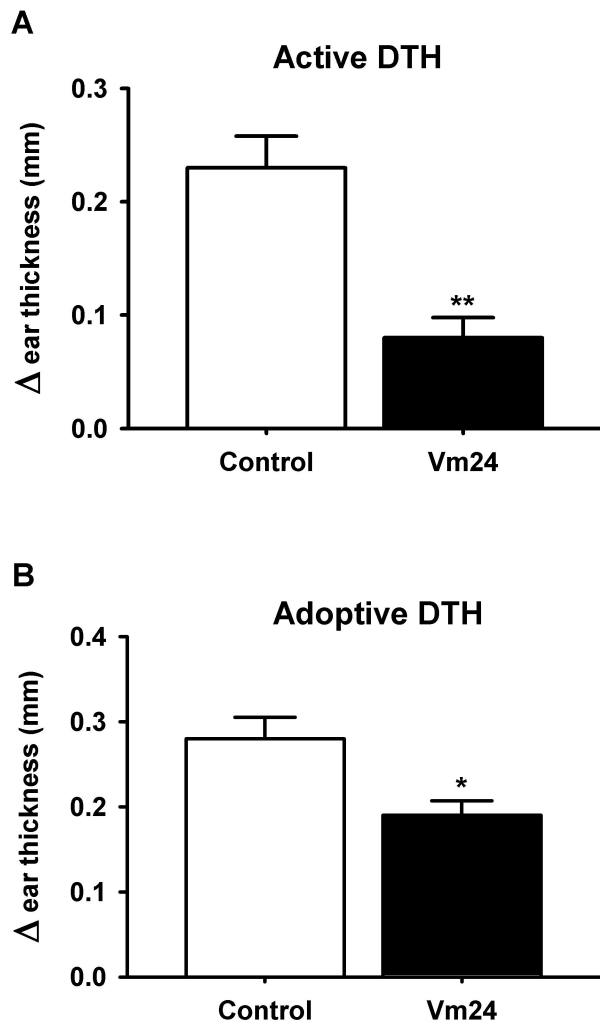 A
Active DTH
Δ ear thickness (mm)
0.3
0.2
0.1
0.0
**
Control Vm24
B
Adoptive DTH
Δ ear thickness (mm)
0.4
0.3
0.2
0.1
0.0
*
Control Vm24